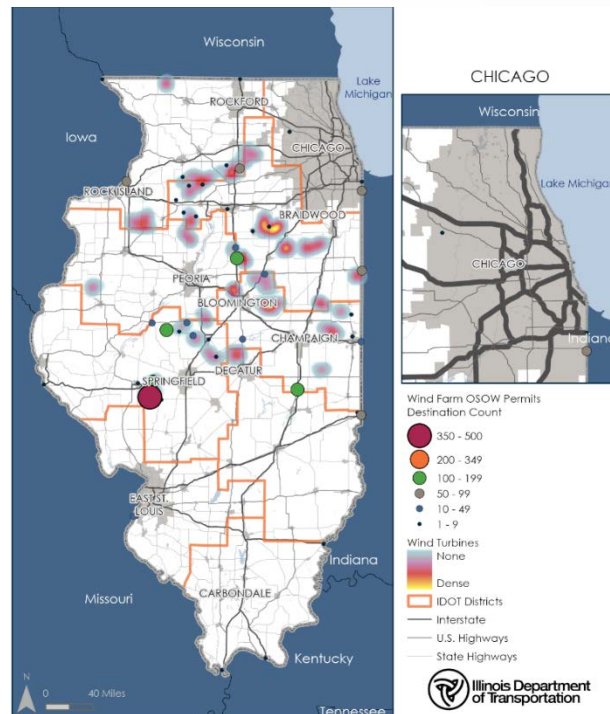 Wisconsin
Lake
Michigan
ROCKFORD
Iowa
CHICAGO
ROCK ISLAND
BRAIDWOOD
PEORIA
BLOOMINGTON
CHAMPAIGN
DECATUR
SPRINGFIELD
EAST ST.
LOUIS
Indiana
Missouri
CARBONDALE
Kentucky
N
0 40 Miles
Tennessee
CHICAGO
Wisconsin
Lake Michigan
CHICAGO
Indiana
Wind Farm OSOW Permits
Destination Count
350 - 500
200 - 349
100 - 199
50 - 99
10 - 49
1 - 9
Wind Turbines
None
Dense
IDOT Districts
Interstate
U.S. Highways
State Highways
Illinois Department
of Transportation